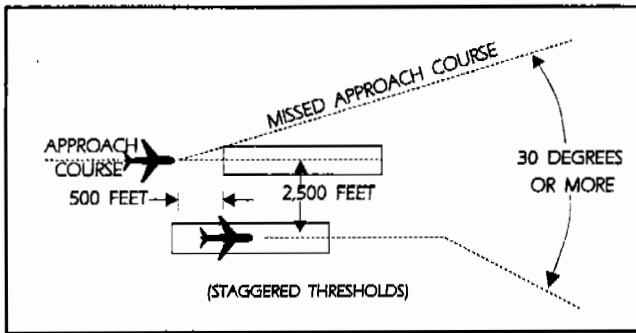 MISSED APPROACH COURSE
APPROACH
COURSE
30 DEGREES
OR MORE
500 FEET
2,500 FEET
(STAGGERED THRESHOLDS)